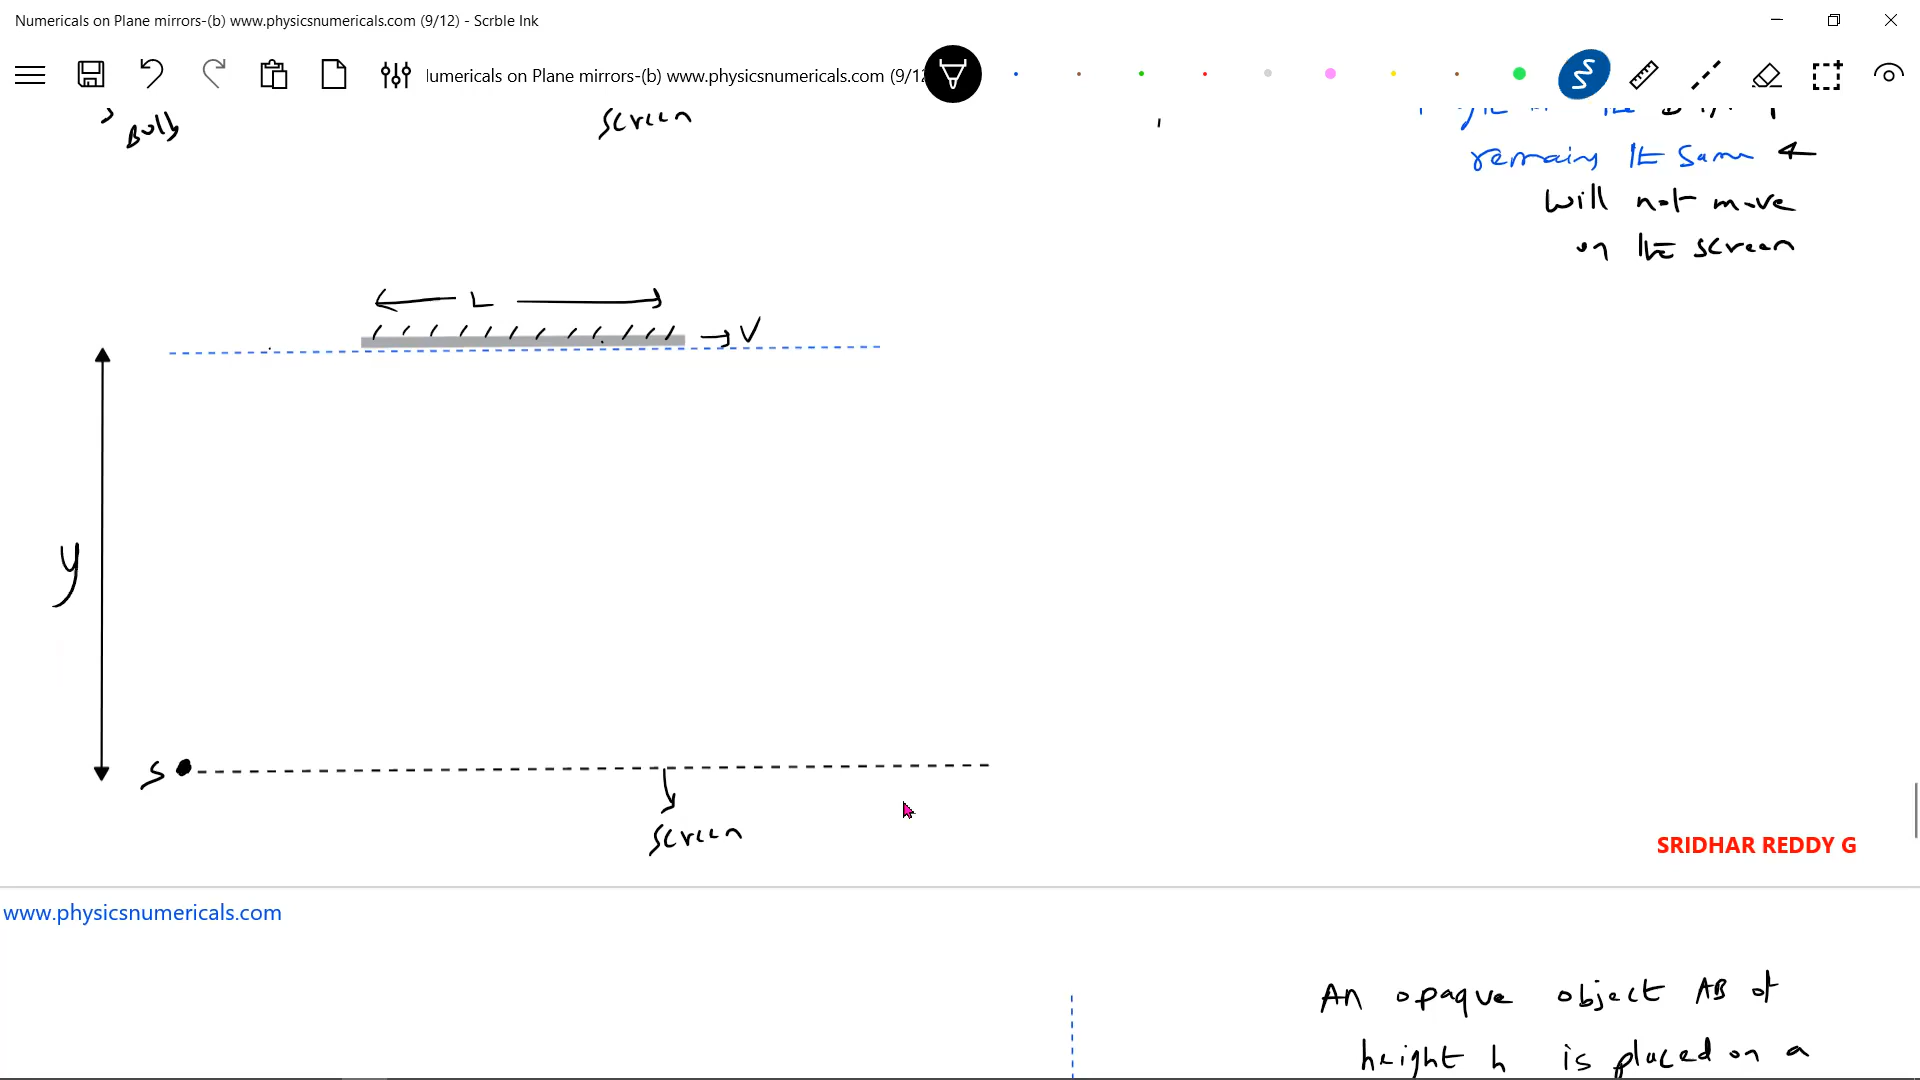 Numericals on Plane mirrors-(b) www.physicsnumericals.com (9/12) - Scrble Ink
umericals on Plane mirrors-(b) www.physicsnumericals.com (9/12
Bulb
screen
remains the same
will not move
on the screen
L
V
y
S
screen
SRIDHAR REDDY G
www.physicsnumericals.com
An opaque object AB of
height h is placed on a